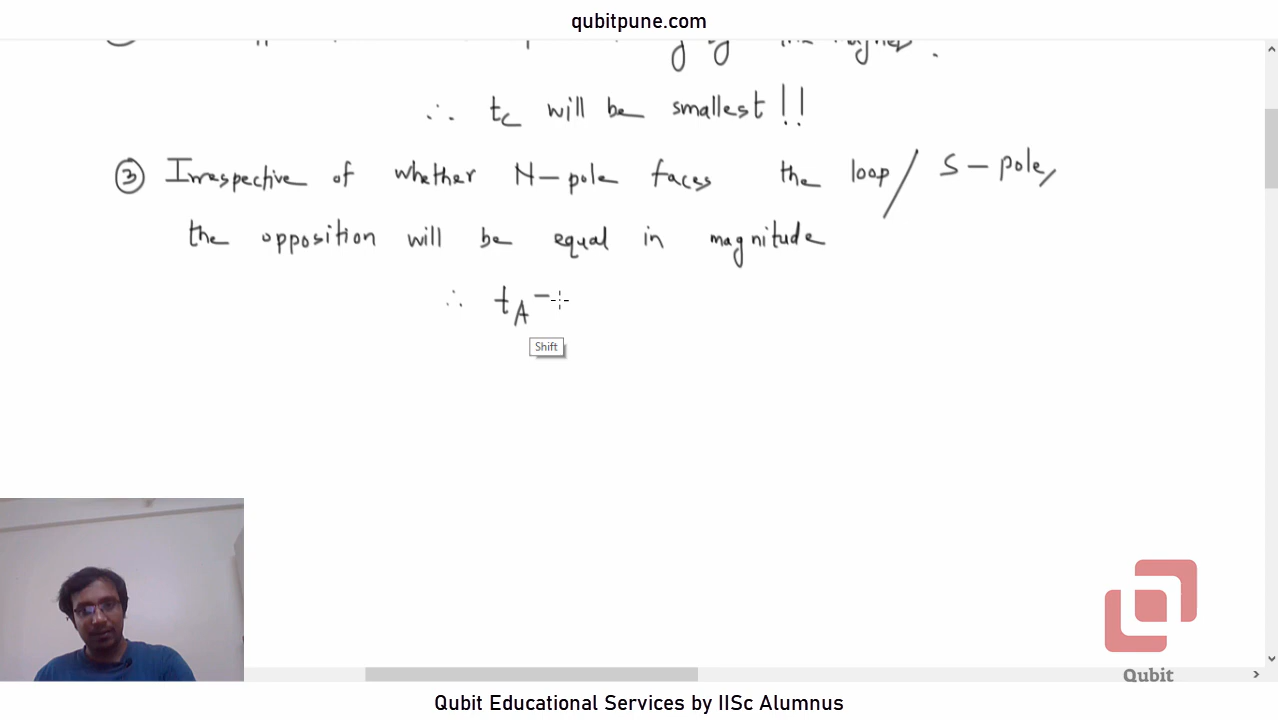 qubitpune.com
∴ tC will be smallest !!
③ Irrespective of whether N-pole faces the loop / S-pole,
the opposition will be equal in magnitude
∴ tA -
Shift
Qubit
Qubit Educational Services by IISc Alumnus